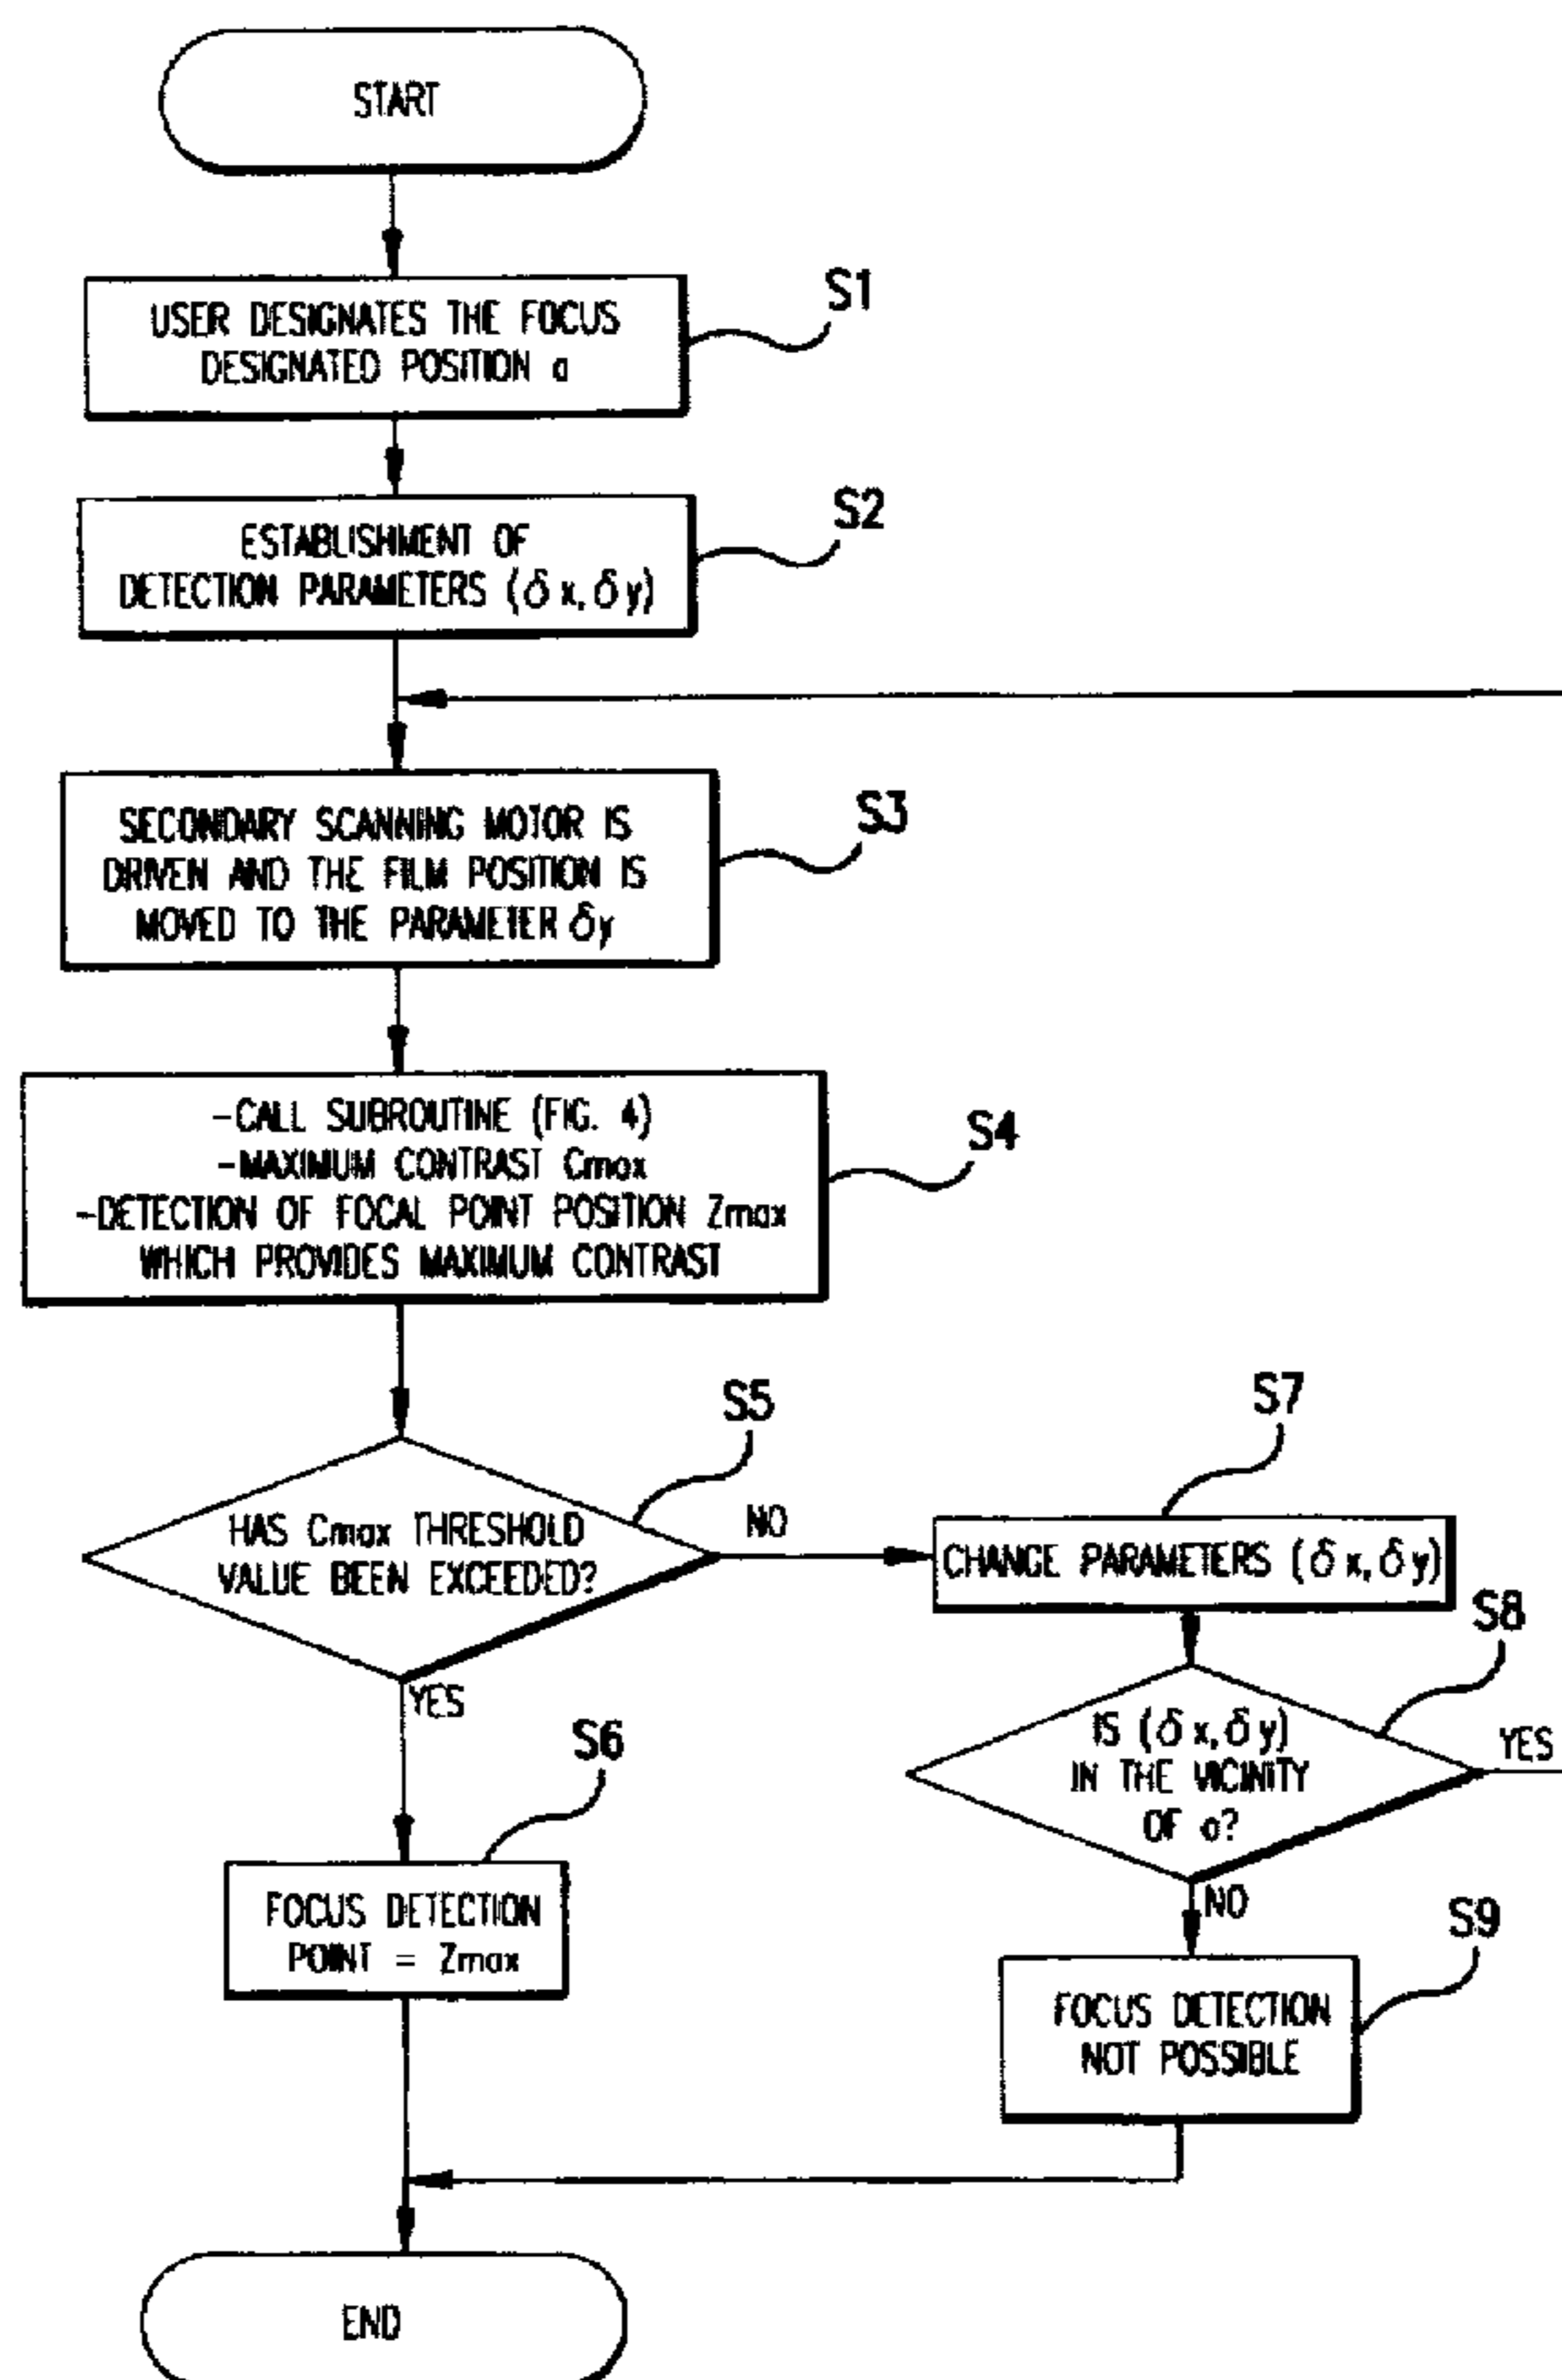 START
S1
USER DESIGNATES THE FOCUS
DESIGNATED POSITION a
S2
ESTABLISHMENT OF
DETECTION PARAMETERS (δx,δy)
S3
SECONDARY SCANNING MOTOR IS
DRIVEN AND THE FILM POSITION IS
MOVED TO THE PARAMETER δy
S4
-CALL SUBROUTINE (FIG. 4)
-MAXIMUM CONTRAST Cmax
-DETECTION OF FOCAL POINT POSITION Zmax
WHICH PROVIDES MAXIMUM CONTRAST
S5
HAS Cmax THRESHOLD
VALUE BEEN EXCEEDED?
NO
YES
S7
CHANGE PARAMETERS (δx,δy)
S8
IS (δx,δy)
IN THE VICINITY
OF a?
YES
NO
S6
FOCUS DETECTION
POINT = Zmax
S9
FOCUS DETECTION
NOT POSSIBLE
END